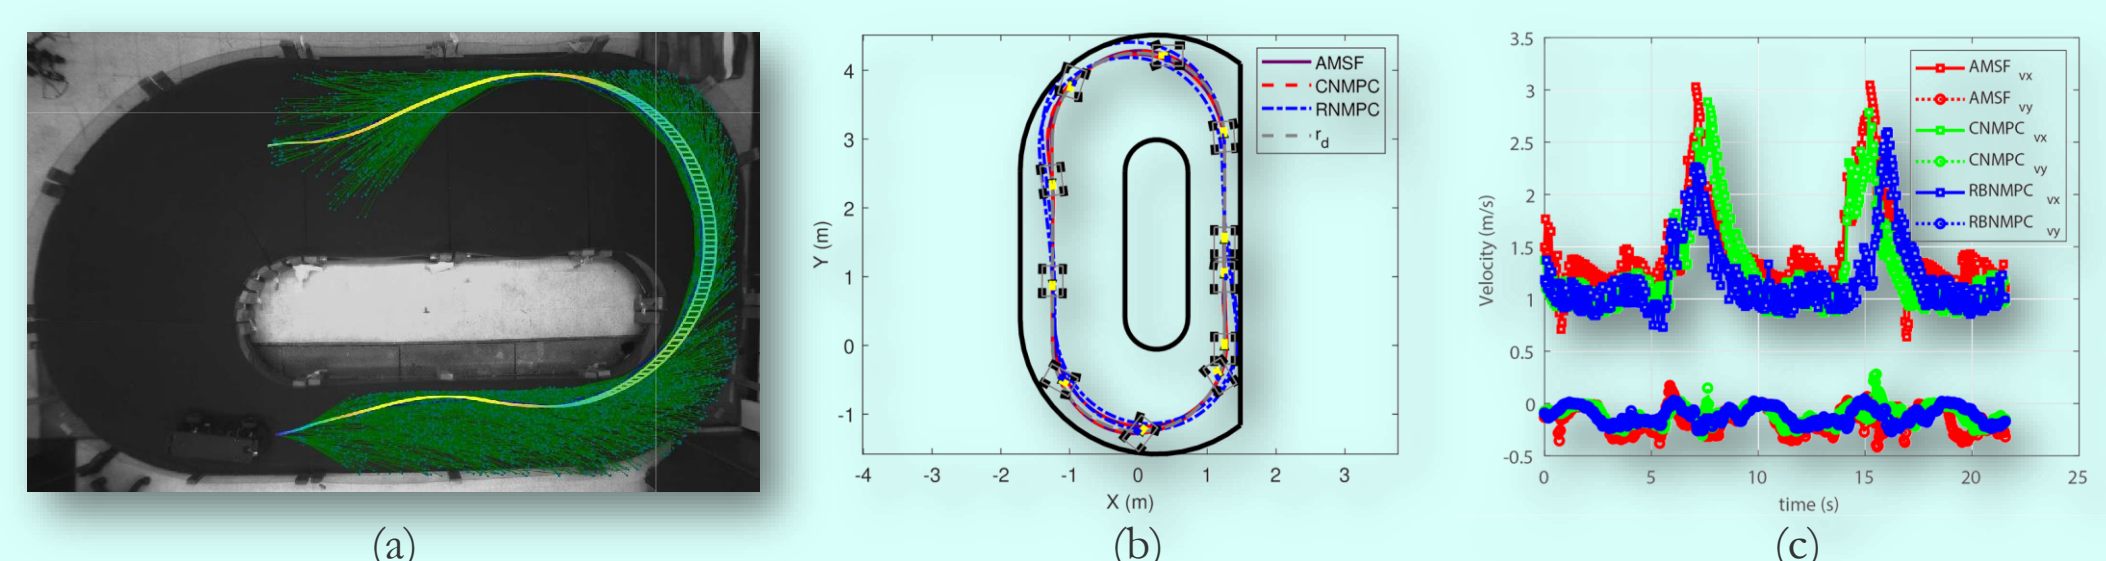 4
3
2
1
0
-1
Y (m)
-4
-3
-2
-1
0
1
2
3
X (m)
AMSF
CNMPC
RNMPC
r_d
3.5
3
2.5
2
1.5
1
0.5
0
-0.5
Velocity (m/s)
0
5
10
15
20
25
time (s)
AMSF vx
AMSF vy
CNMPC vx
CNMPC vy
RBNMPC vx
RBNMPC vy
(a)
(b)
(c)